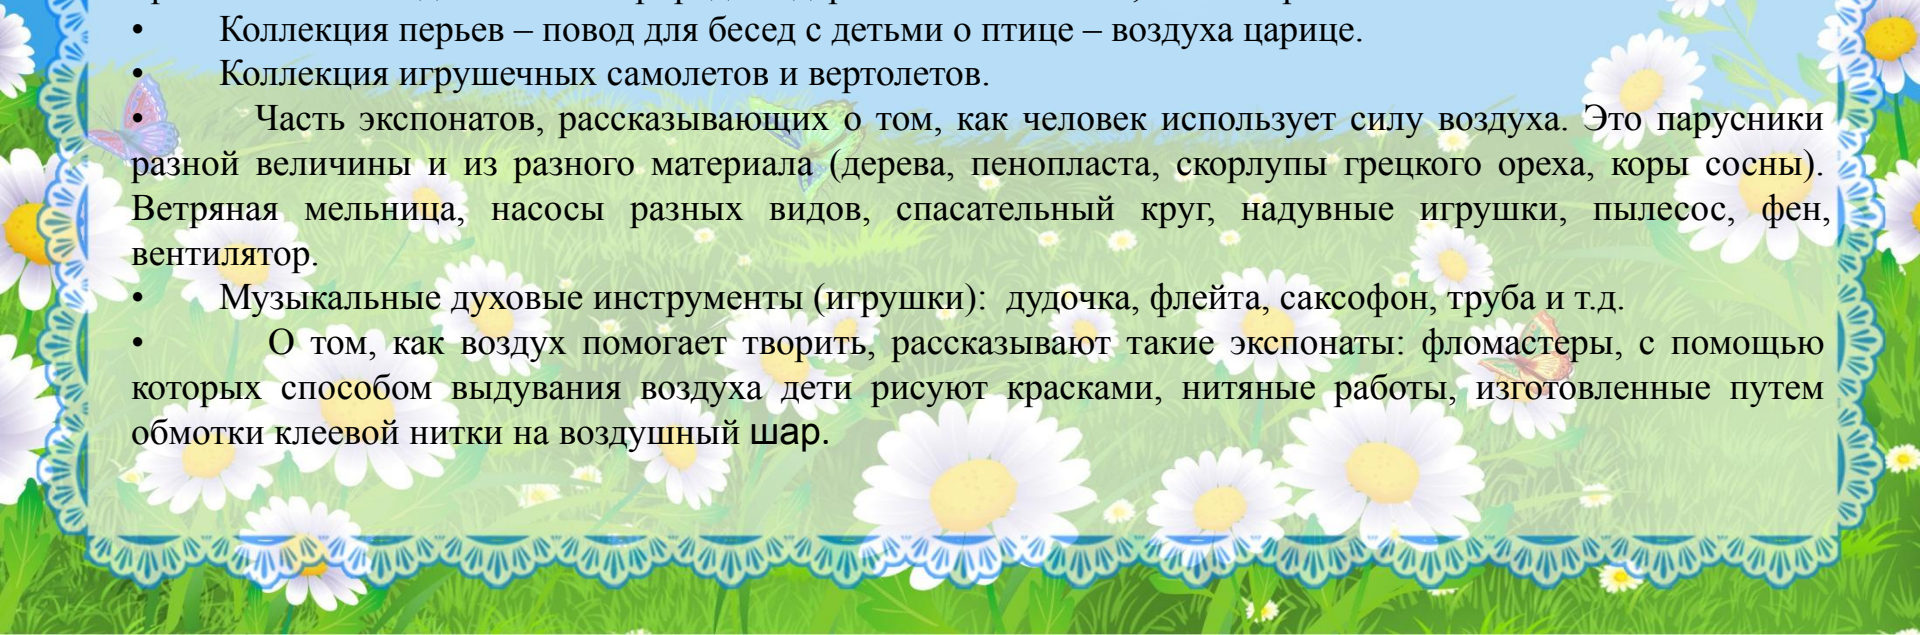 • Коллекция перьев – повод для бесед с детьми о птице – воздуха царице.
• Коллекция игрушечных самолетов и вертолетов.
• Часть экспонатов, рассказывающих о том, как человек использует силу воздуха. Это парусники
разной величины и из разного материала (дерева, пенопласта, скорлупы грецкого ореха, коры сосны).
Ветряная мельница, насосы разных видов, спасательный круг, надувные игрушки, пылесос, фен,
вентилятор.
• Музыкальные духовые инструменты (игрушки): дудочка, флейта, саксофон, труба и т.д.
• О том, как воздух помогает творить, рассказывают такие экспонаты: фломастеры, с помощью
которых способом выдувания воздуха дети рисуют красками, нитяные работы, изготовленные путем
обмотки клеевой нитки на воздушный шар.